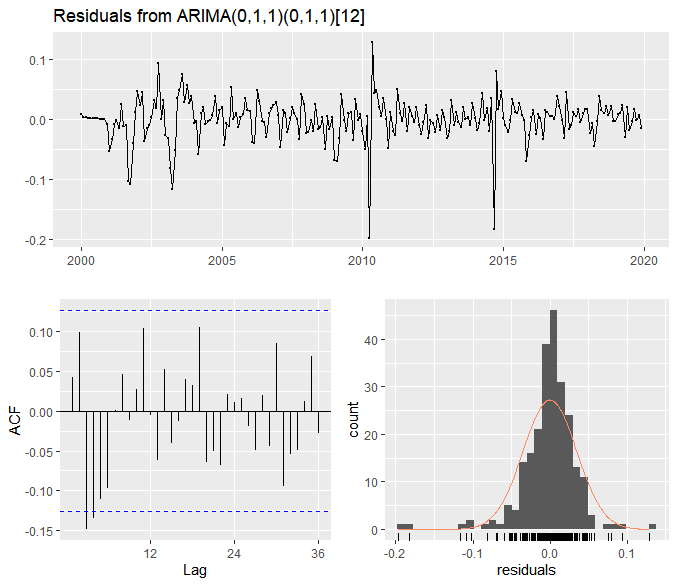 Residuals from ARIMA(0,1,1)(0,1,1)[12]
0.1
0.0
-0.1
-0.2
2000 2005 2010 2015 2020
ACF
0.10
0.05
0.00
-0.05
-0.10
-0.15
12 24 36
Lag
count
40
30
20
10
0
-0.2 -0.1 0.0 0.1
residuals